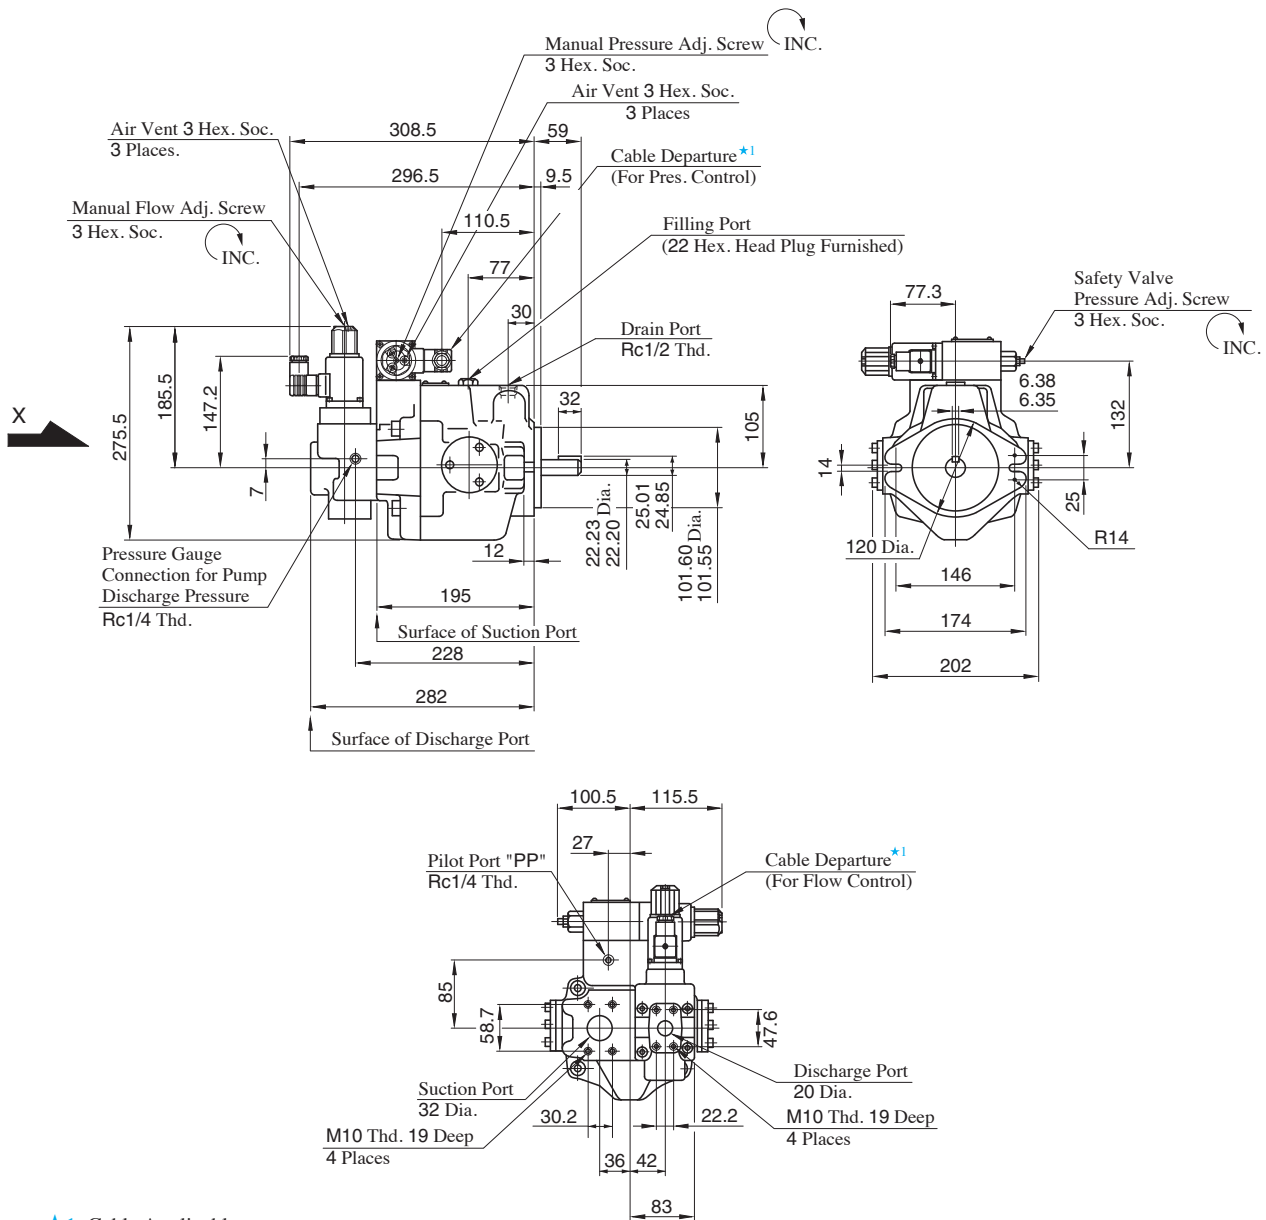 Manual Pressure Adj. Screw
3 Hex. Soc.
INC.
Air Vent 3 Hex. Soc.
3 Places
Air Vent 3 Hex. Soc.
3 Places.
308.5
59
Cable Departure★1
(For Pres. Control)
296.5
9.5
Manual Flow Adj. Screw
3 Hex. Soc.
INC.
110.5
Filling Port
(22 Hex. Head Plug Furnished)
77
30
Drain Port
Rc1/2 Thd.
Safety Valve
Pressure Adj. Screw
3 Hex. Soc.
INC.
77.3
6.38
6.35
X
275.5
185.5
147.2
7
32
105
132
14
25
22.23
22.20
Dia.
25.01
24.85
101.60
101.55
Dia.
12
120 Dia.
R14
146
174
202
Pressure Gauge
Connection for Pump
Discharge Pressure
Rc1/4 Thd.
195
Surface of Suction Port
228
282
Surface of Discharge Port
100.5
115.5
27
Pilot Port "PP"
Rc1/4 Thd.
Cable Departure★1
(For Flow Control)
85
58.7
47.6
Suction Port
32 Dia.
Discharge Port
20 Dia.
30.2
22.2
M10 Thd. 19 Deep
4 Places
M10 Thd. 19 Deep
4 Places
36
42
83